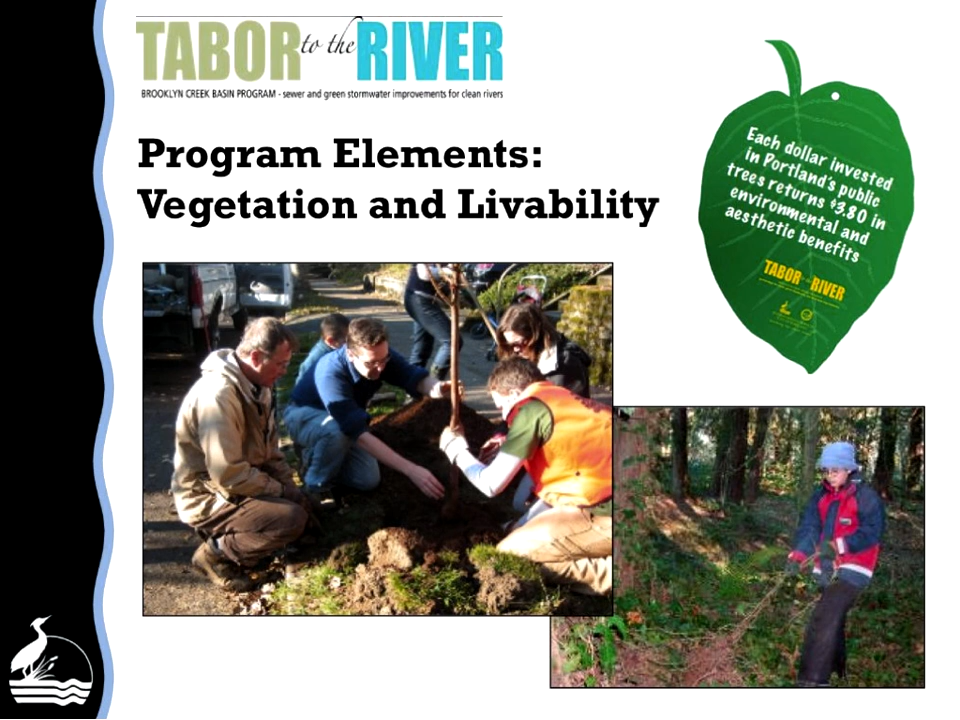 TABOR to the RIVER
BROOKLYN CREEK BASIN PROGRAM - sewer and green stormwater improvements for clean rivers
Program Elements:
Vegetation and Livability
Each dollar invested
in Portland's public
trees returns $3.80 in
environmental and
aesthetic benefits
TABOR to the RIVER